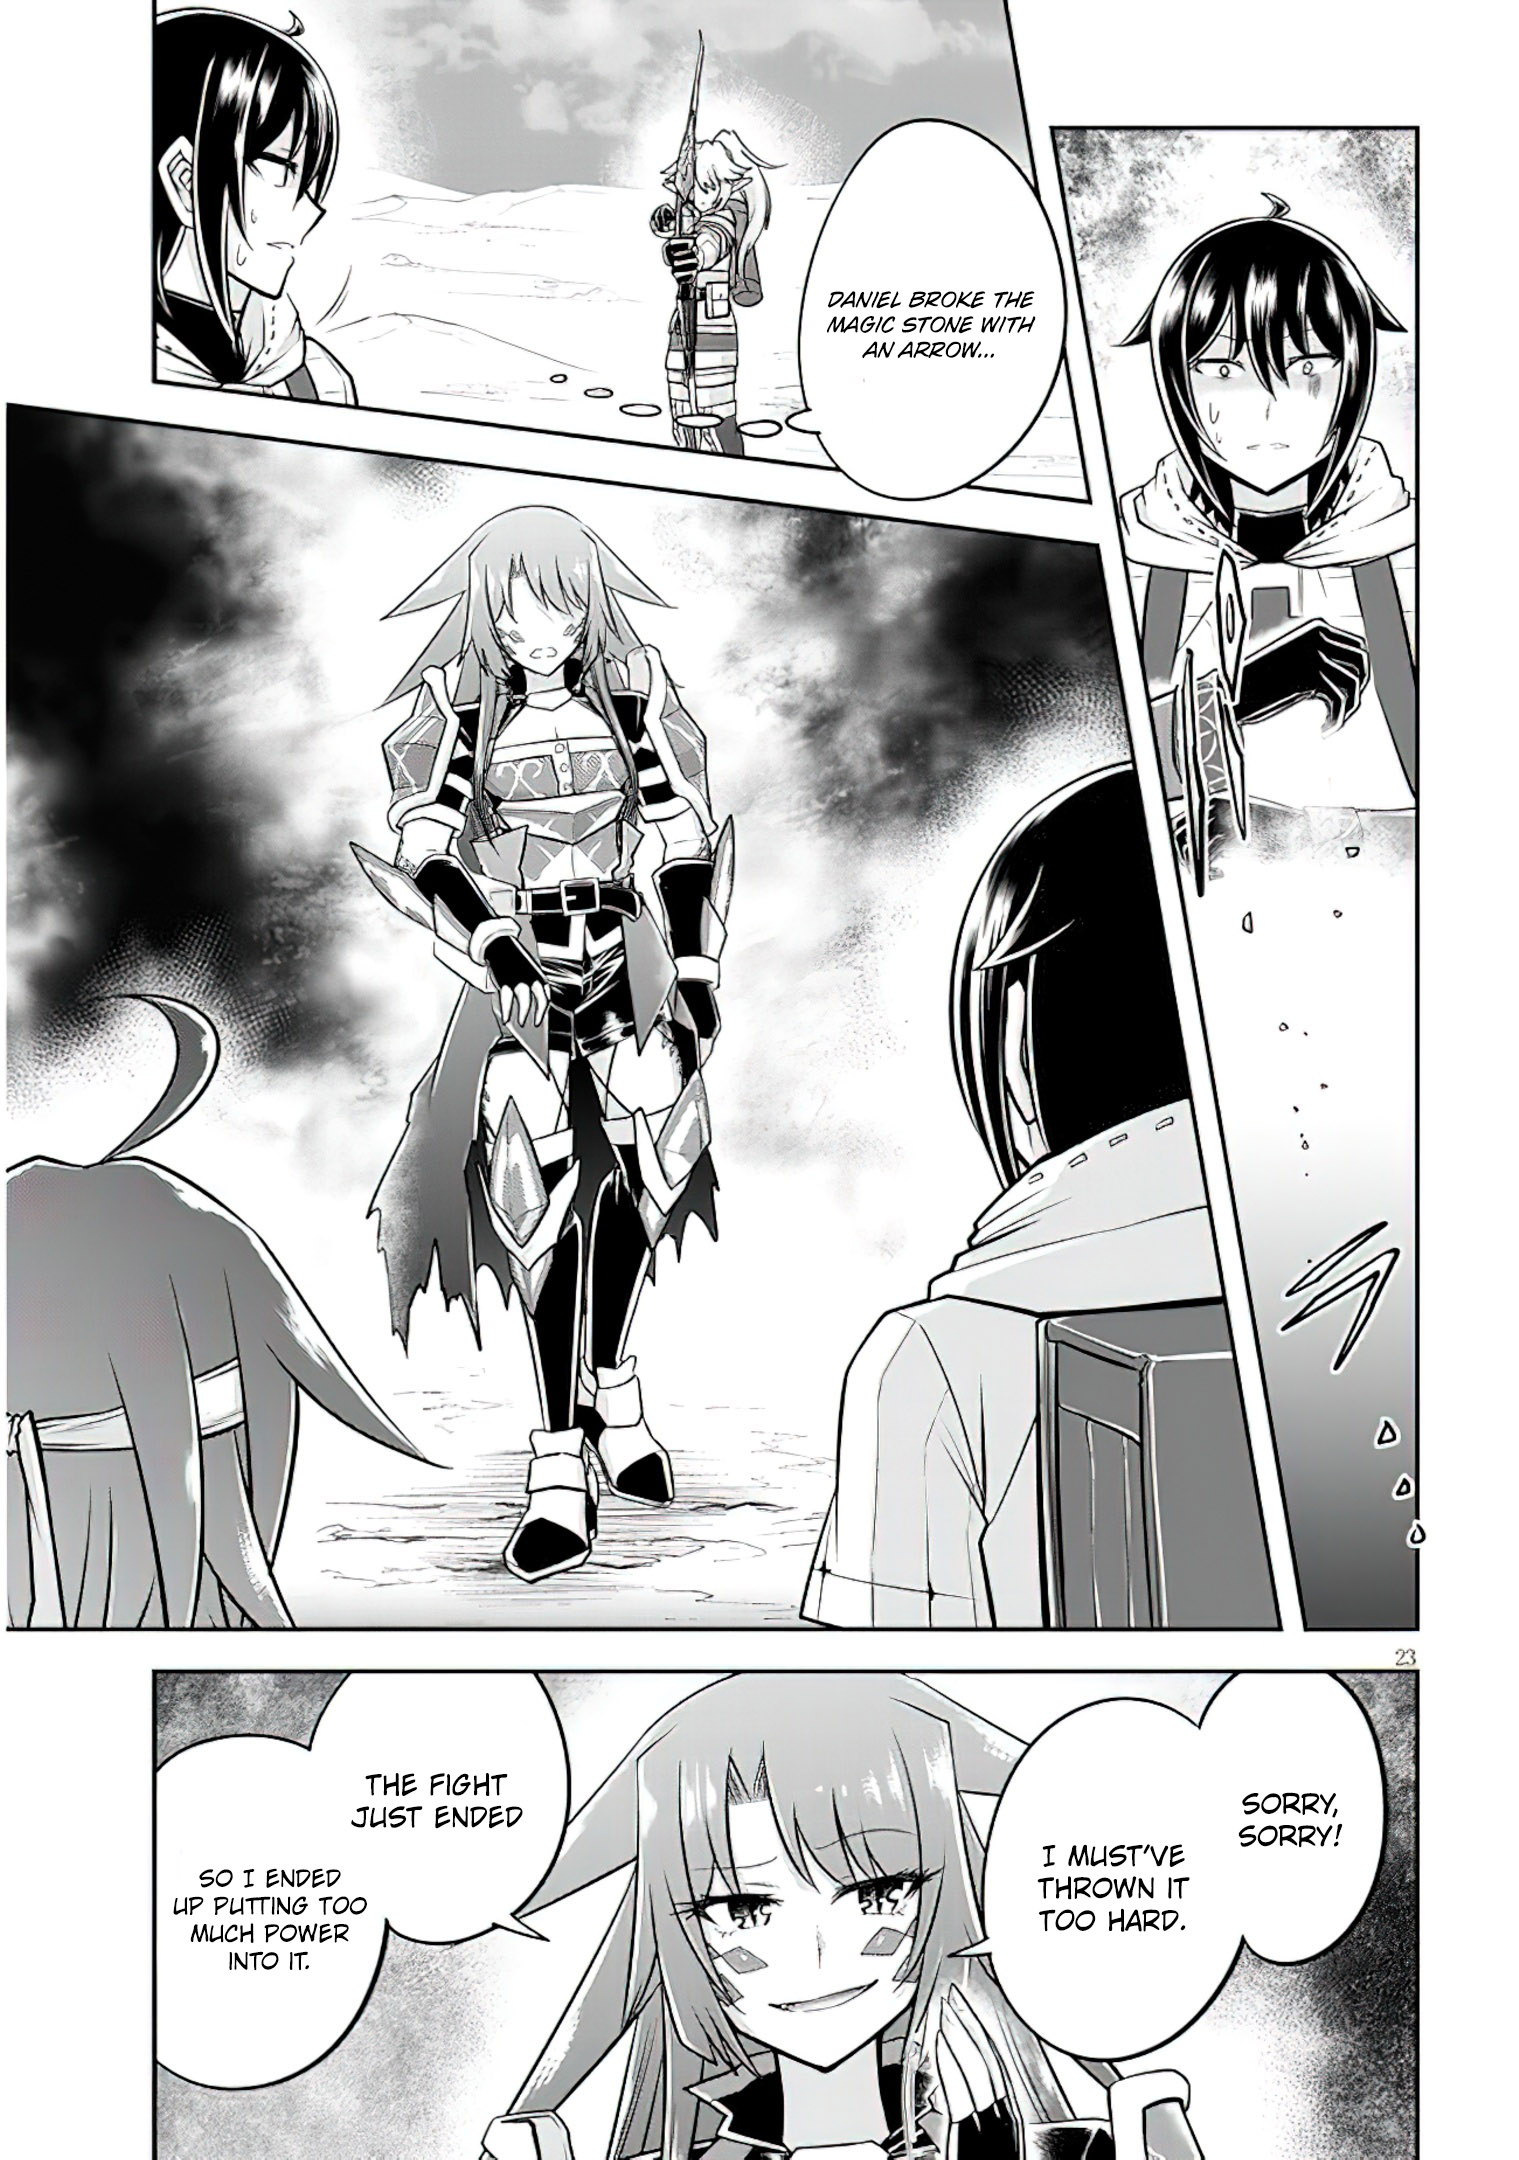 DANIEL BROKE THE
MAGIC STONE WITH
AN ARROW...
ズ
23
SORRY,
SORRY!
I MUST'VE
THROWN IT
TOO HARD.
THE FIGHT
JUST ENDED
SO I ENDED
UP PUTTING TOO
MUCH POWER
INTO IT.